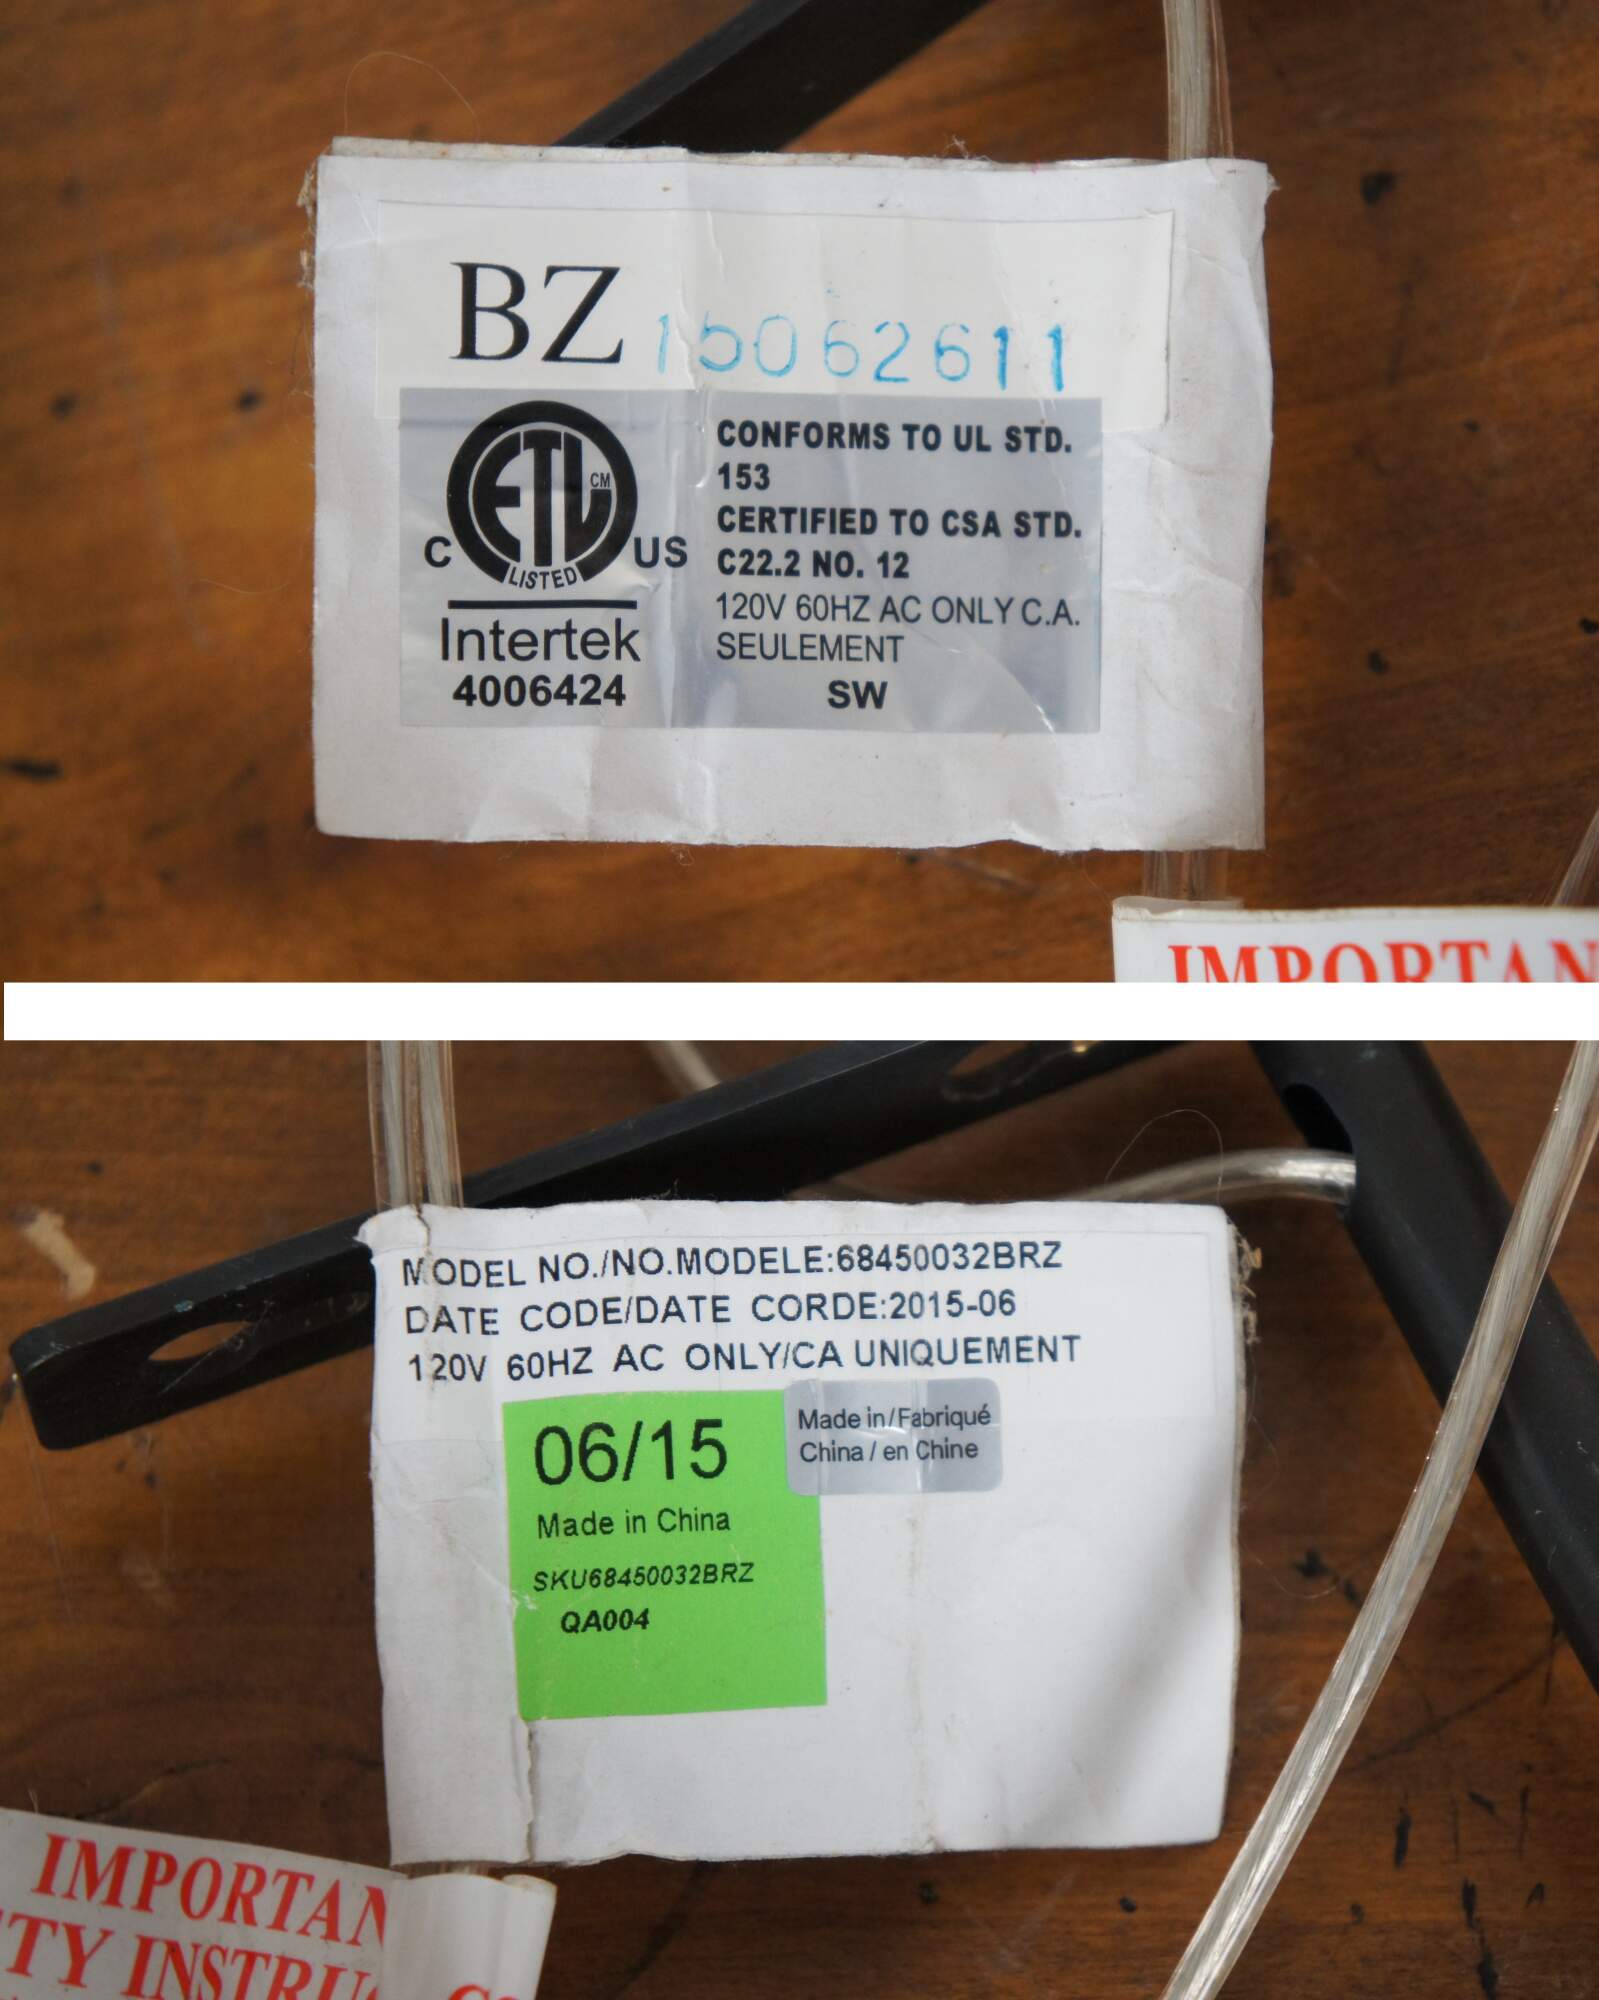 BZ 15062611
ETL CM
C US
LISTED
Intertek
4006424
CONFORMS TO UL STD.
153
CERTIFIED TO CSA STD.
C22.2 NO. 12
120V 60HZ AC ONLY C.A.
SEULEMENT
SW
IMPORTAN
MODEL NO./NO.MODELE:68450032BRZ
DATE CODE/DATE CORDE:2015-06
120V 60HZ AC ONLY/CA UNIQUEMENT
06/15
Made in China
SKU68450032BRZ
QA004
Made in/Fabriqué
China / en Chine
IMPORTAN
TY INSTRU